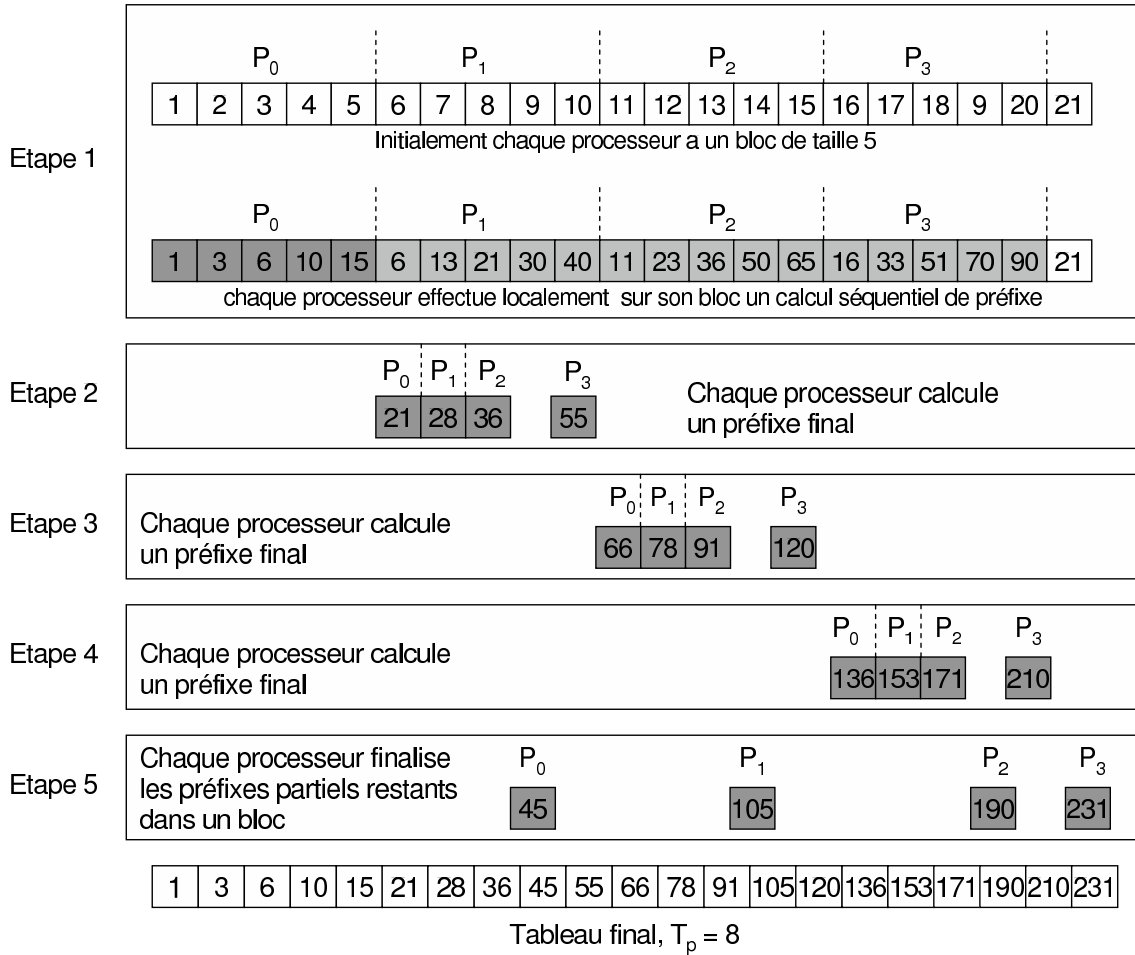 P0 P1 P2 P3
1 2 3 4 5 6 7 8 9 10 11 12 13 14 15 16 17 18 9 20 21
Initialement chaque processeur a un bloc de taille 5
Etape 1
P0 P1 P2 P3
1 3 6 10 15 6 13 21 30 40 11 23 36 50 65 16 33 51 70 90 21
chaque processeur effectue localement sur son bloc un calcul séquentiel de préfixe
Etape 2
P0 P1 P2 P3
21 28 36 55
Chaque processeur calcule
un préfixe final
Etape 3
Chaque processeur calcule
un préfixe final
P0 P1 P2 P3
66 78 91 120
Etape 4
Chaque processeur calcule
un préfixe final
P0 P1 P2 P3
136 153 171 210
Etape 5
Chaque processeur finalise
les préfixes partiels restants
dans un bloc
P0 P1 P2 P3
45 105 190 231
1 3 6 10 15 21 28 36 45 55 66 78 91 105 120 136 153 171 190 210 231
Tableau final, Tp = 8